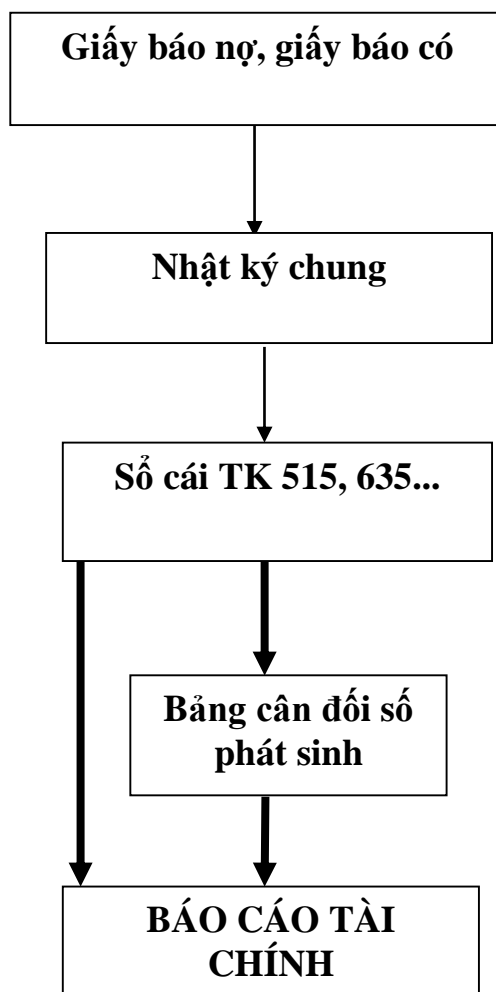 Giấy báo nợ, giấy báo có
Nhật ký chung
Sổ cái TK 515, 635...
Bảng cân đối số
phát sinh
BÁO CÁO TÀI
CHÍNH